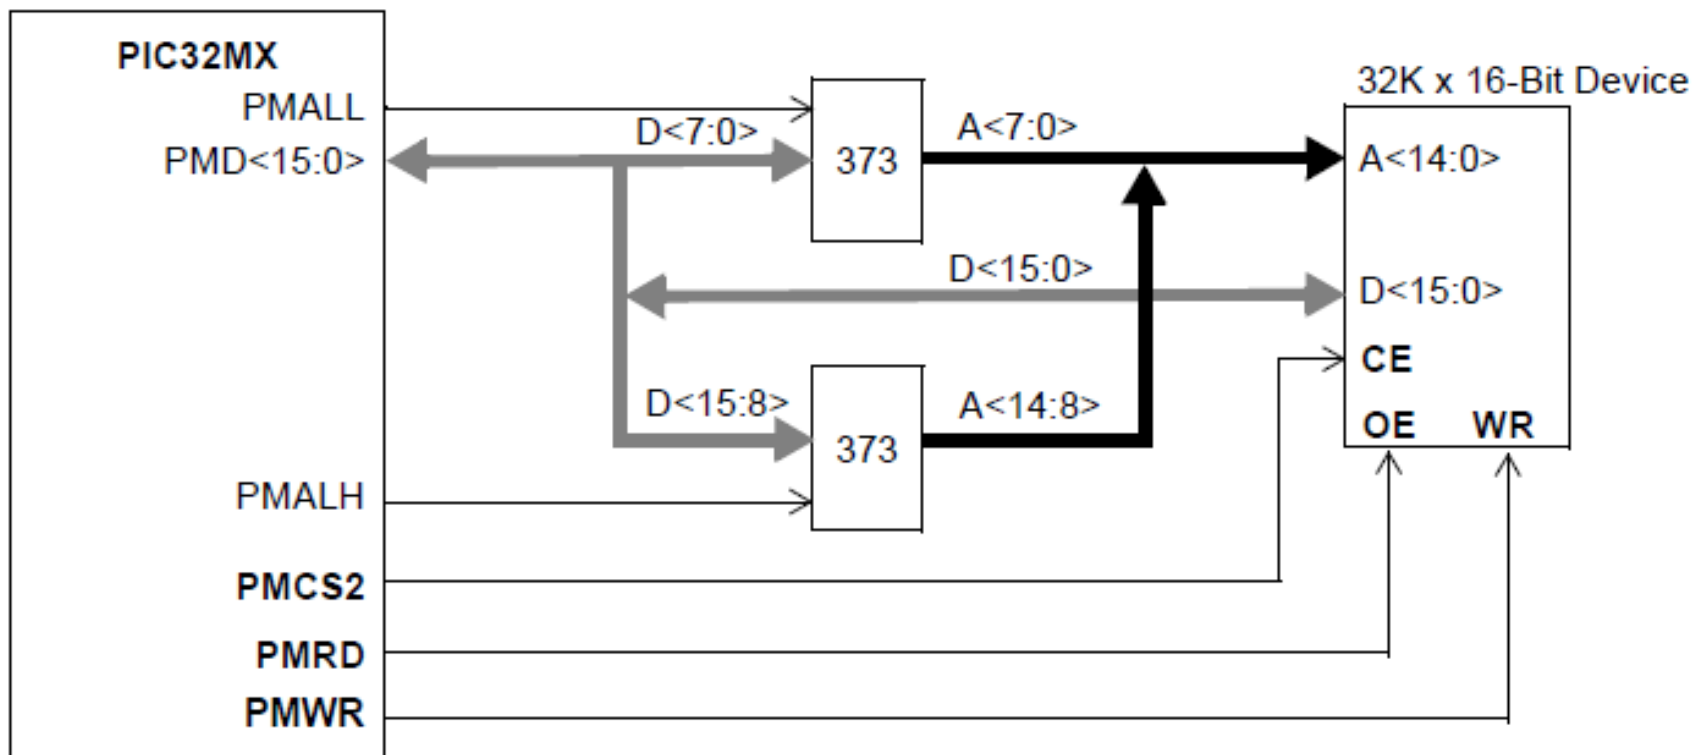 PIC32MX
32K x 16-Bit Device
PMALL
D<7:0>
A<7:0>
PMD<15:0>
373
A<14:0>
D<15:0>
D<15:0>
CE
D<15:8>
A<14:8>
OE WR
373
PMALH
PMCS2
PMRD
PMWR